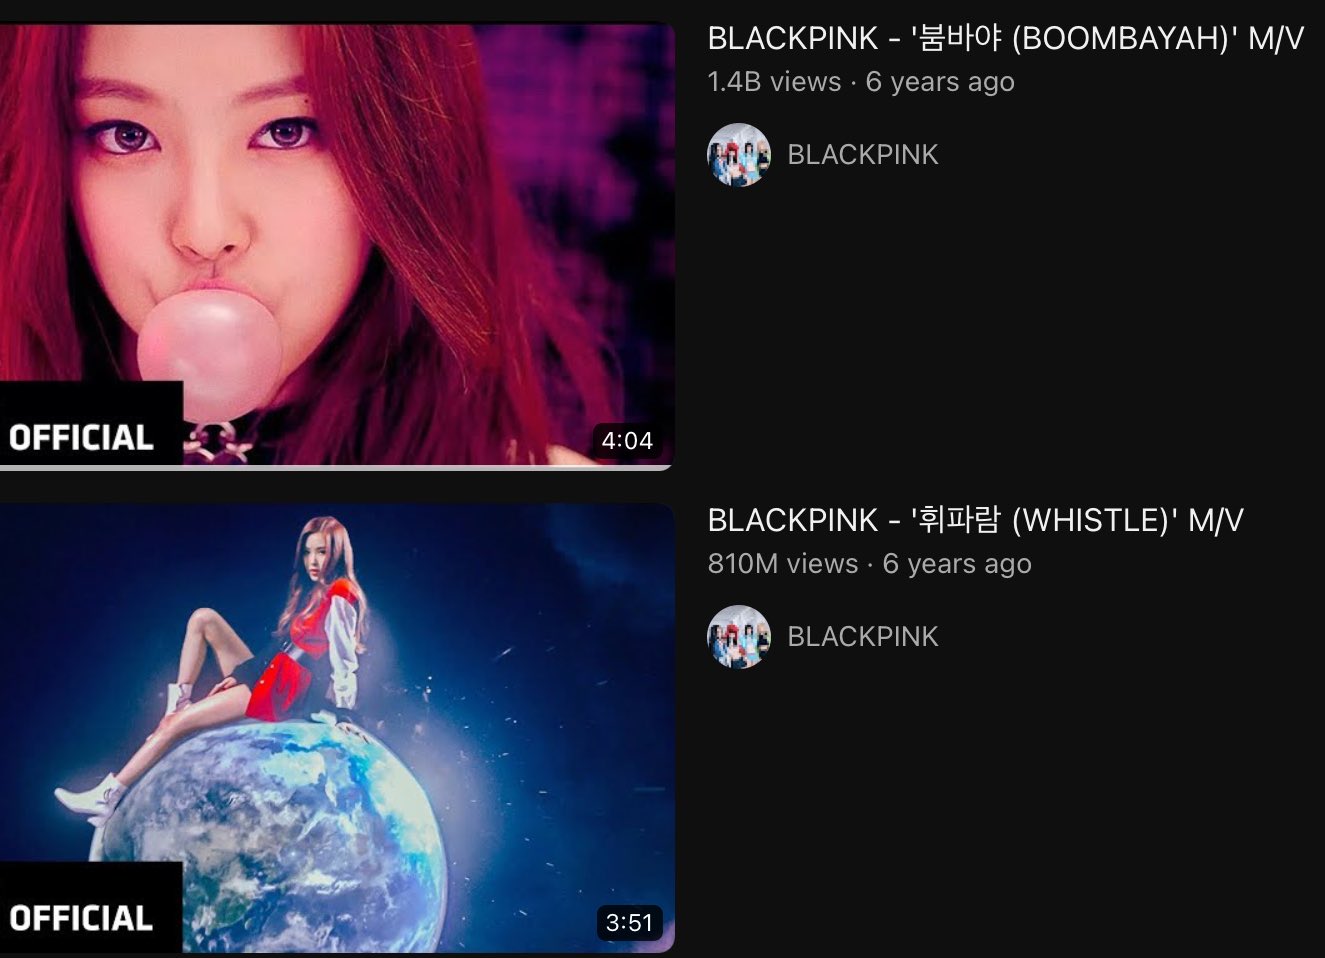 BLACKPINK - '붐바야 (BOOMBAYAH)' M/V
1.4B views · 6 years ago
BLACKPINK
OFFICIAL
4:04
BLACKPINK - '휘파람 (WHISTLE)' M/V
810M views · 6 years ago
BLACKPINK
OFFICIAL
3:51